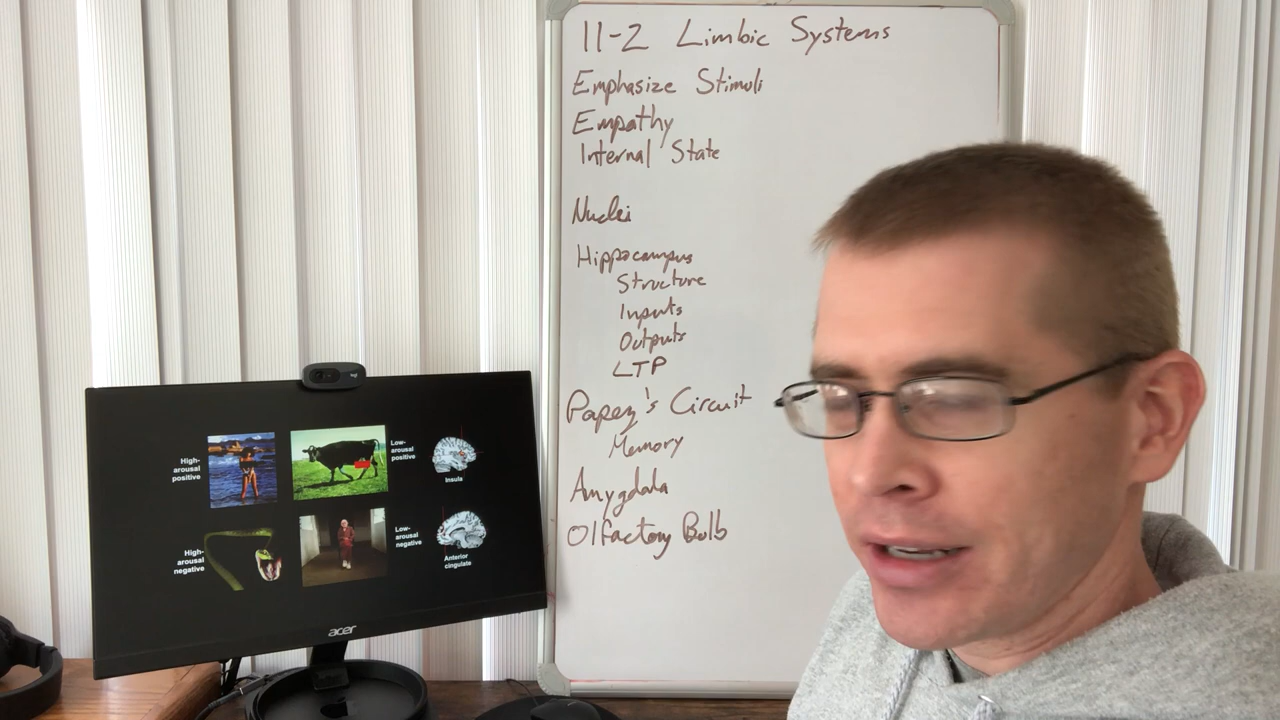 11-2 Limbic Systems
Emphasize Stimuli
Empathy
Internal State
Nuclei
Hippocampus
Structure
Inputs
Outputs
LTP
Papez's Circuit
Memory
Amygdala
Olfactory Bulb
High-
arousal
positive
Low-
arousal
positive
Insula
High-
arousal
negative
Low-
arousal
negative
Anterior
cingulate
acer
logi